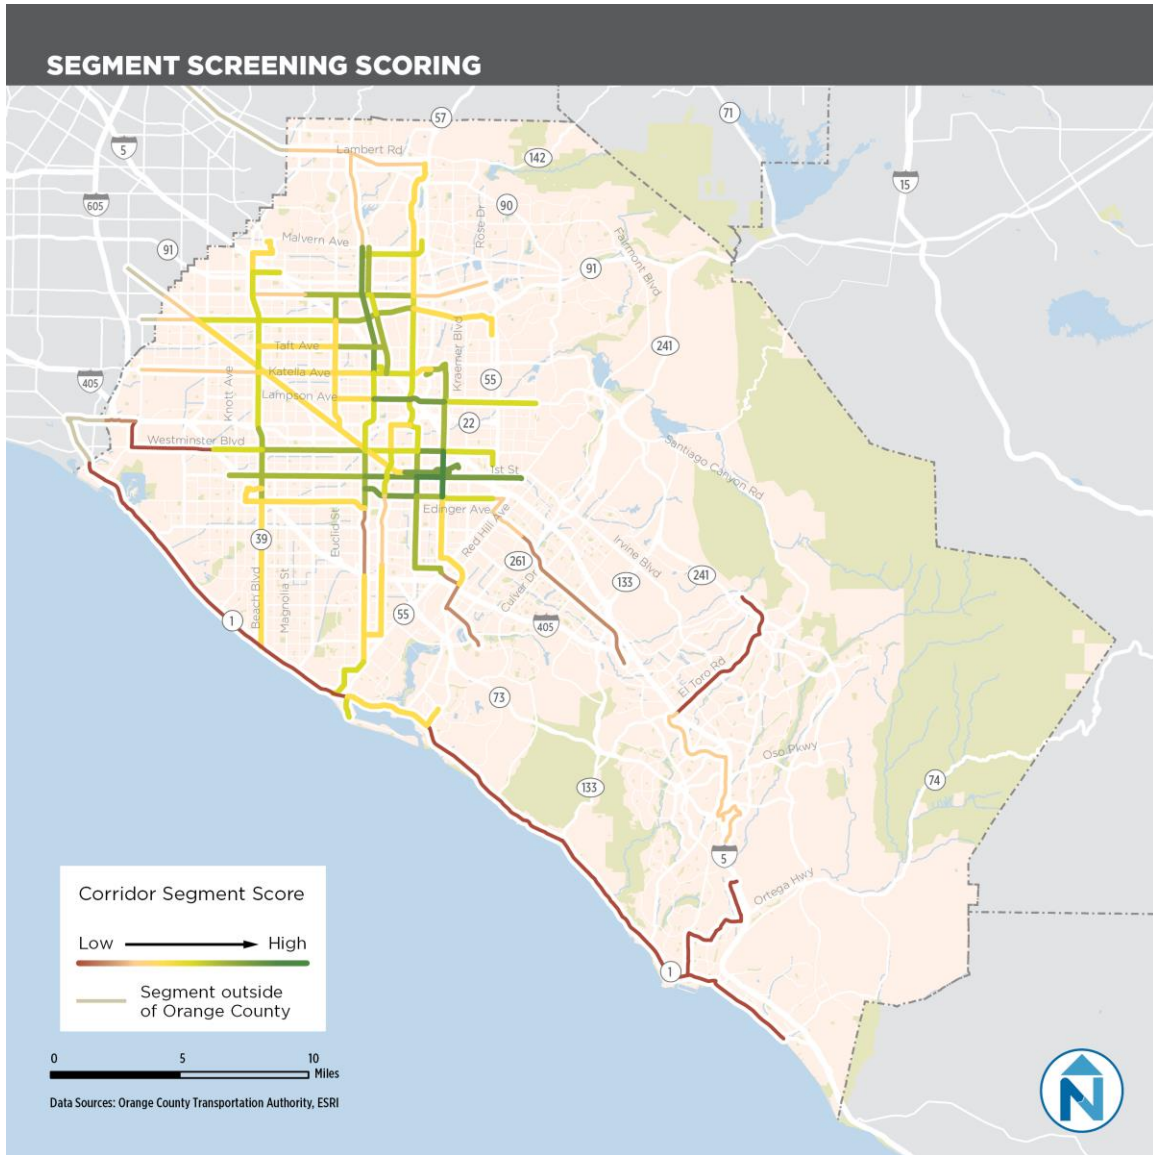 SEGMENT SCREENING SCORING
57
71
5
Lambert Rd
142
15
605
90
Rose Dr
91
Malvern Ave
Fairmont Blvd
91
Kraemer Blvd
241
Taft Ave
Katella Ave
55
405
Knott Ave
Lampson Ave
22
Westminster Blvd
Santiago Canyon Rd
1st St
Edinger Ave
Red Hill Ave
39
Euclid St
Irvine Blvd
261
133
241
Culver Dr
Beach Blvd
Magnolia St
55
405
1
El Toro Rd
73
Oso Pkwy
133
74
5
Ortega Hwy
1
Corridor Segment Score
Low High
Segment outside
of Orange County
0 5 10
Miles
Data Sources: Orange County Transportation Authority, ESRI
N